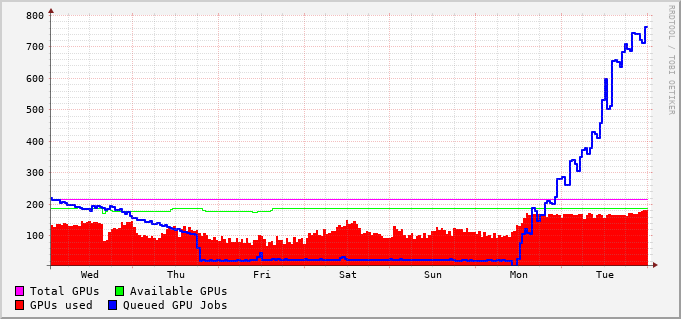 800
700
600
500
400
300
200
100
Wed Thu Fri Sat Sun Mon Tue
Total GPUs Available GPUs
GPUs used Queued GPU Jobs
RRDTOOL / TOBI OETIKER